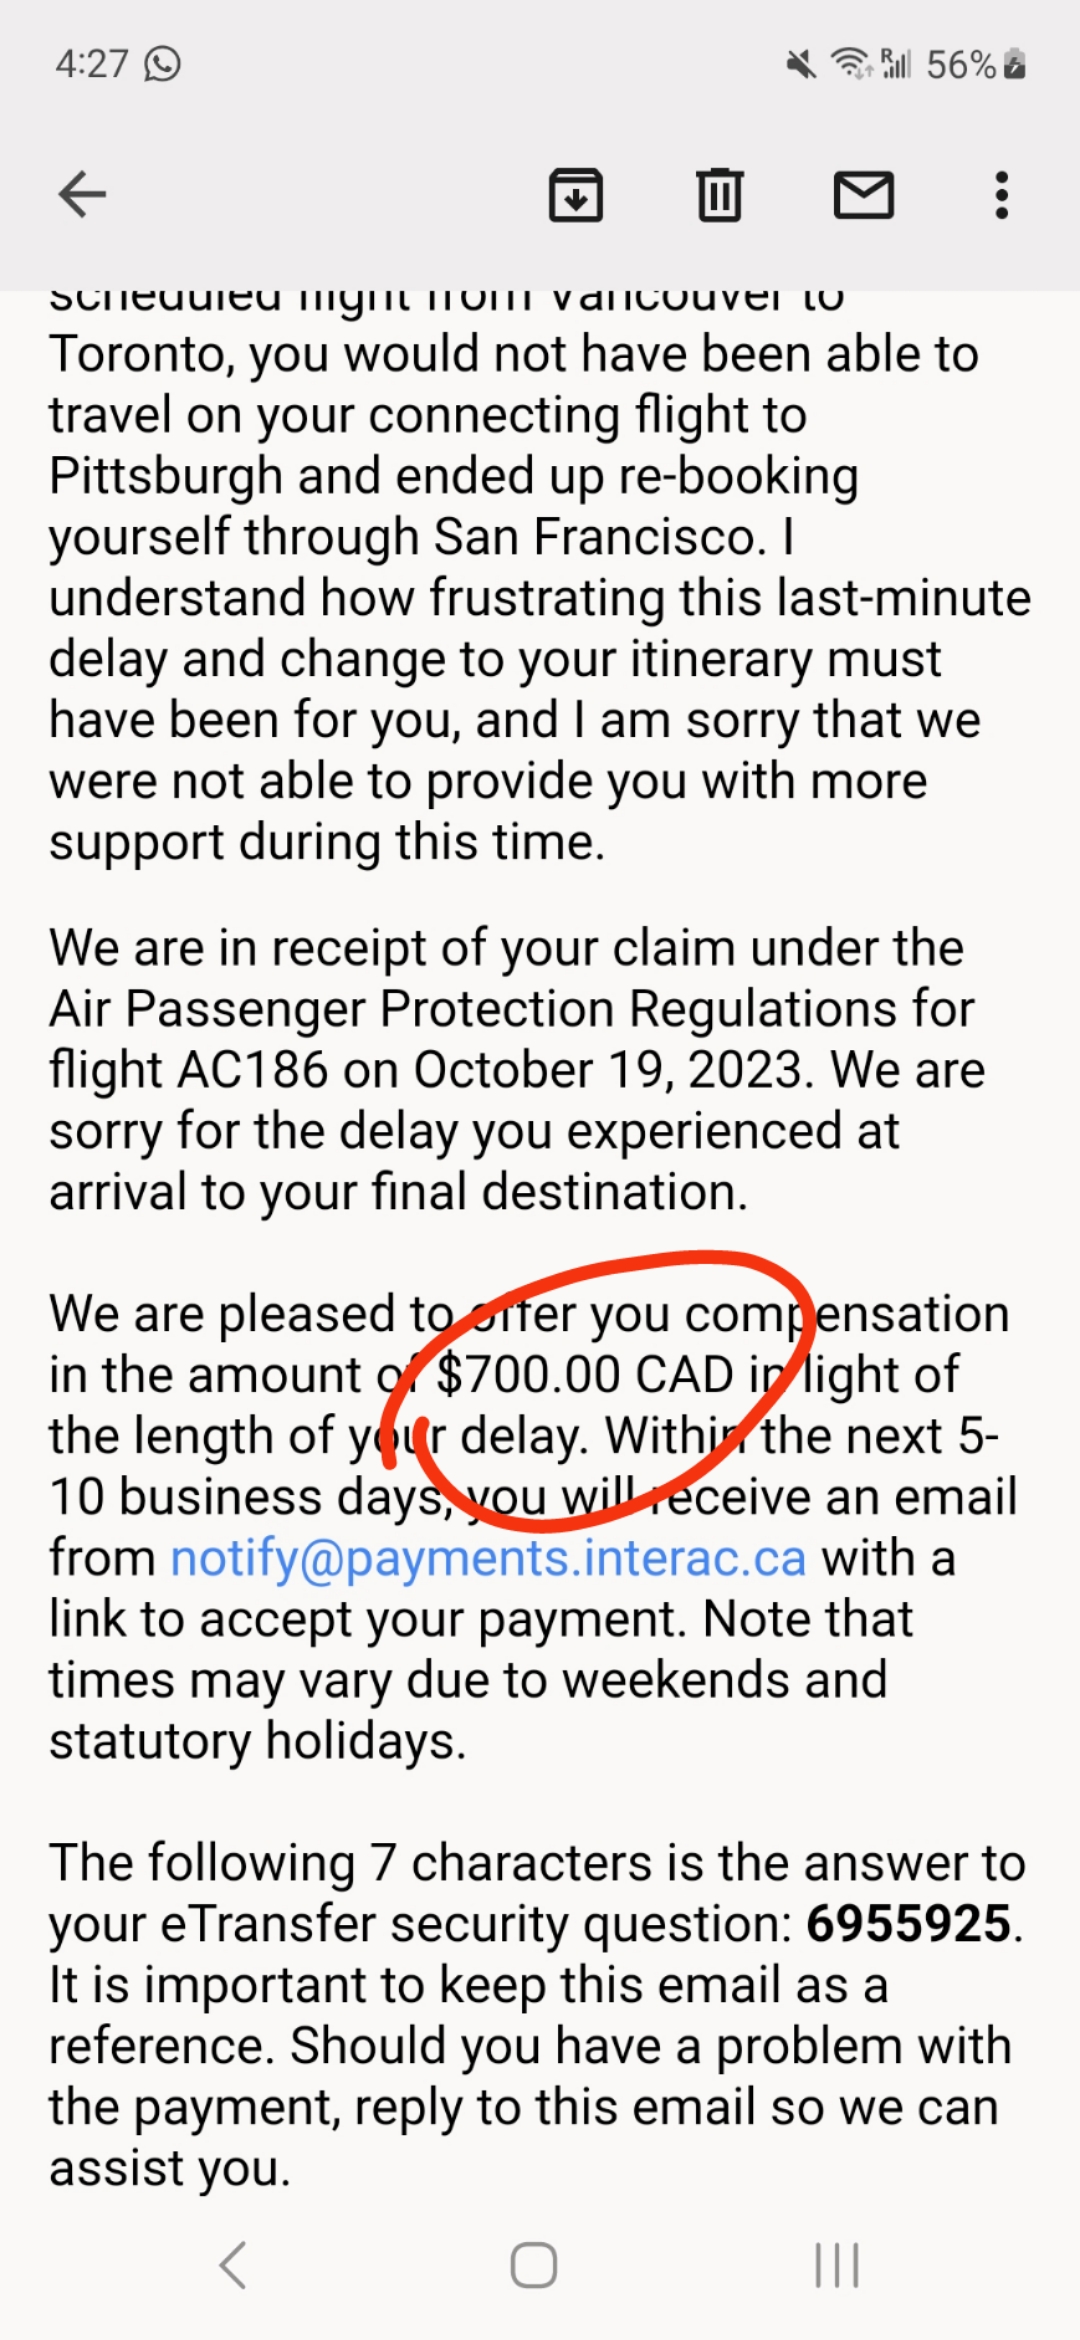 4:27
R
56%
scheduled flight from Vancouver to
Toronto, you would not have been able to
travel on your connecting flight to
Pittsburgh and ended up re-booking
yourself through San Francisco. I
understand how frustrating this last-minute
delay and change to your itinerary must
have been for you, and I am sorry that we
were not able to provide you with more
support during this time.
We are in receipt of your claim under the
Air Passenger Protection Regulations for
flight AC186 on October 19, 2023. We are
sorry for the delay you experienced at
arrival to your final destination.
We are pleased to offer you compensation
in the amount of $700.00 CAD in light of
the length of your delay. Within the next 5-
10 business days, you will receive an email
from notify@payments.interac.ca with a
link to accept your payment. Note that
times may vary due to weekends and
statutory holidays.
The following 7 characters is the answer to
your eTransfer security question: 6955925.
It is important to keep this email as a
reference. Should you have a problem with
the payment, reply to this email so we can
assist you.